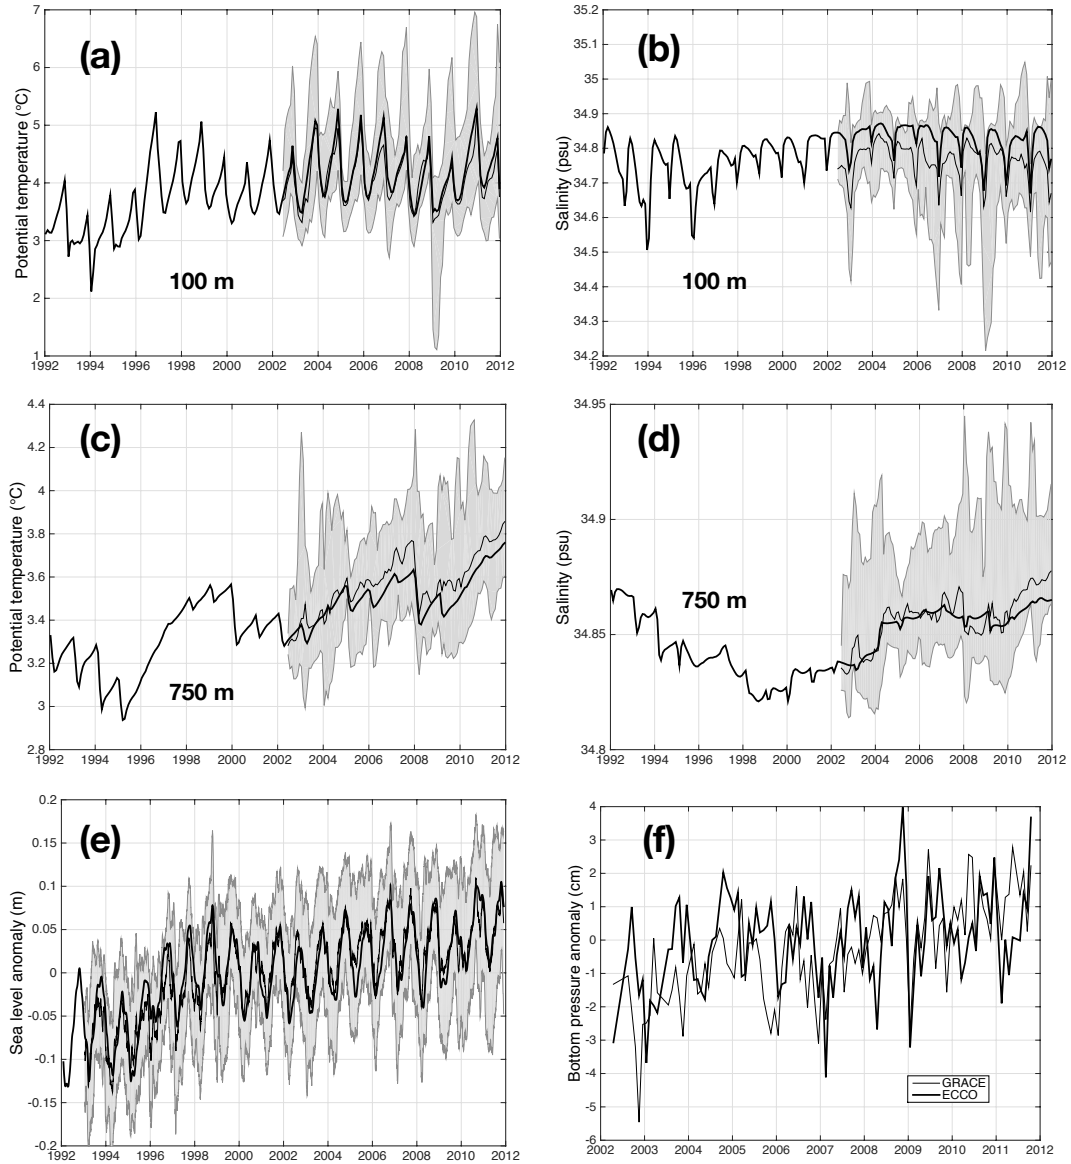 (a)
Potential temperature (°C)
7
6
5
4
3
2
1
100 m
1992 1994 1996 1998 2000 2002 2004 2006 2008 2010 2012
(b)
Salinity (psu)
35.2
35.1
35
34.9
34.8
34.7
34.6
34.5
34.4
34.3
34.2
100 m
1992 1994 1996 1998 2000 2002 2004 2006 2008 2010 2012
(c)
Potential temperature (°C)
4.4
4.2
4
3.8
3.6
3.4
3.2
3
2.8
750 m
1992 1994 1996 1998 2000 2002 2004 2006 2008 2010 2012
(d)
Salinity (psu)
34.95
34.9
34.85
34.8
750 m
1992 1994 1996 1998 2000 2002 2004 2006 2008 2010 2012
(e)
Sea level anomaly (m)
0.2
0.15
0.1
0.05
0
-0.05
-0.1
-0.15
-0.2
1992 1994 1996 1998 2000 2002 2004 2006 2008 2010 2012
(f)
Bottom pressure anomaly (cm)
4
3
2
1
0
-1
-2
-3
-4
-5
-6
GRACE
ECCO
2002 2003 2004 2005 2006 2007 2008 2009 2010 2011 2012